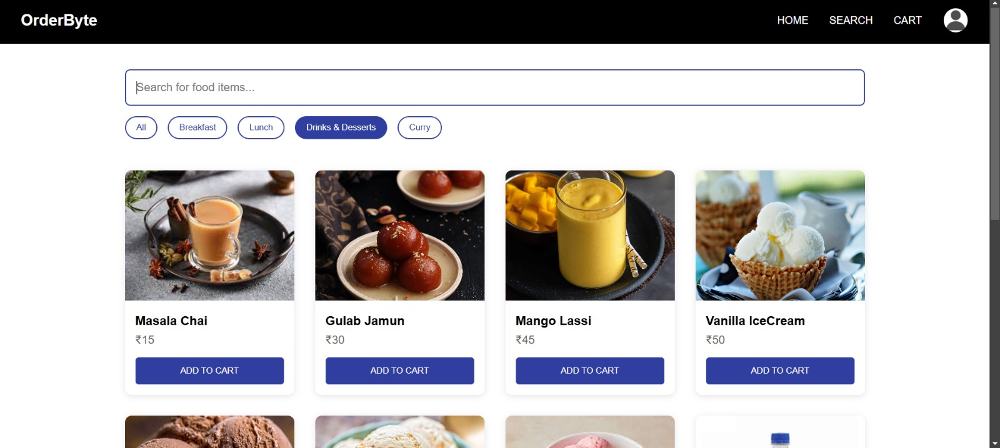 OrderByte
HOME SEARCH CART
Search for food items...
All Breakfast Lunch Drinks & Desserts Curry
Masala Chai Gulab Jamun Mango Lassi Vanilla IceCream
₹15 ₹30 ₹45 ₹50
ADD TO CART ADD TO CART ADD TO CART ADD TO CART